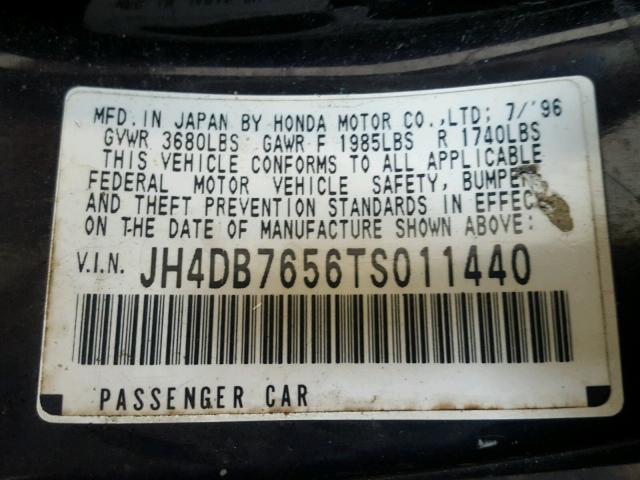 MFD. IN JAPAN BY HONDA MOTOR CO.,LTD; 7/'96
GVWR 3680LBS GAWR F 1985LBS R 1740LBS
THIS VEHICLE CONFORMS TO ALL APPLICABLE
FEDERAL MOTOR VEHICLE SAFETY, BUMPER
AND THEFT PREVENTION STANDARDS IN EFFECT
ON THE DATE OF MANUFACTURE SHOWN ABOVE:
V.I.N. JH4DB7656TS011440
PASSENGER CAR